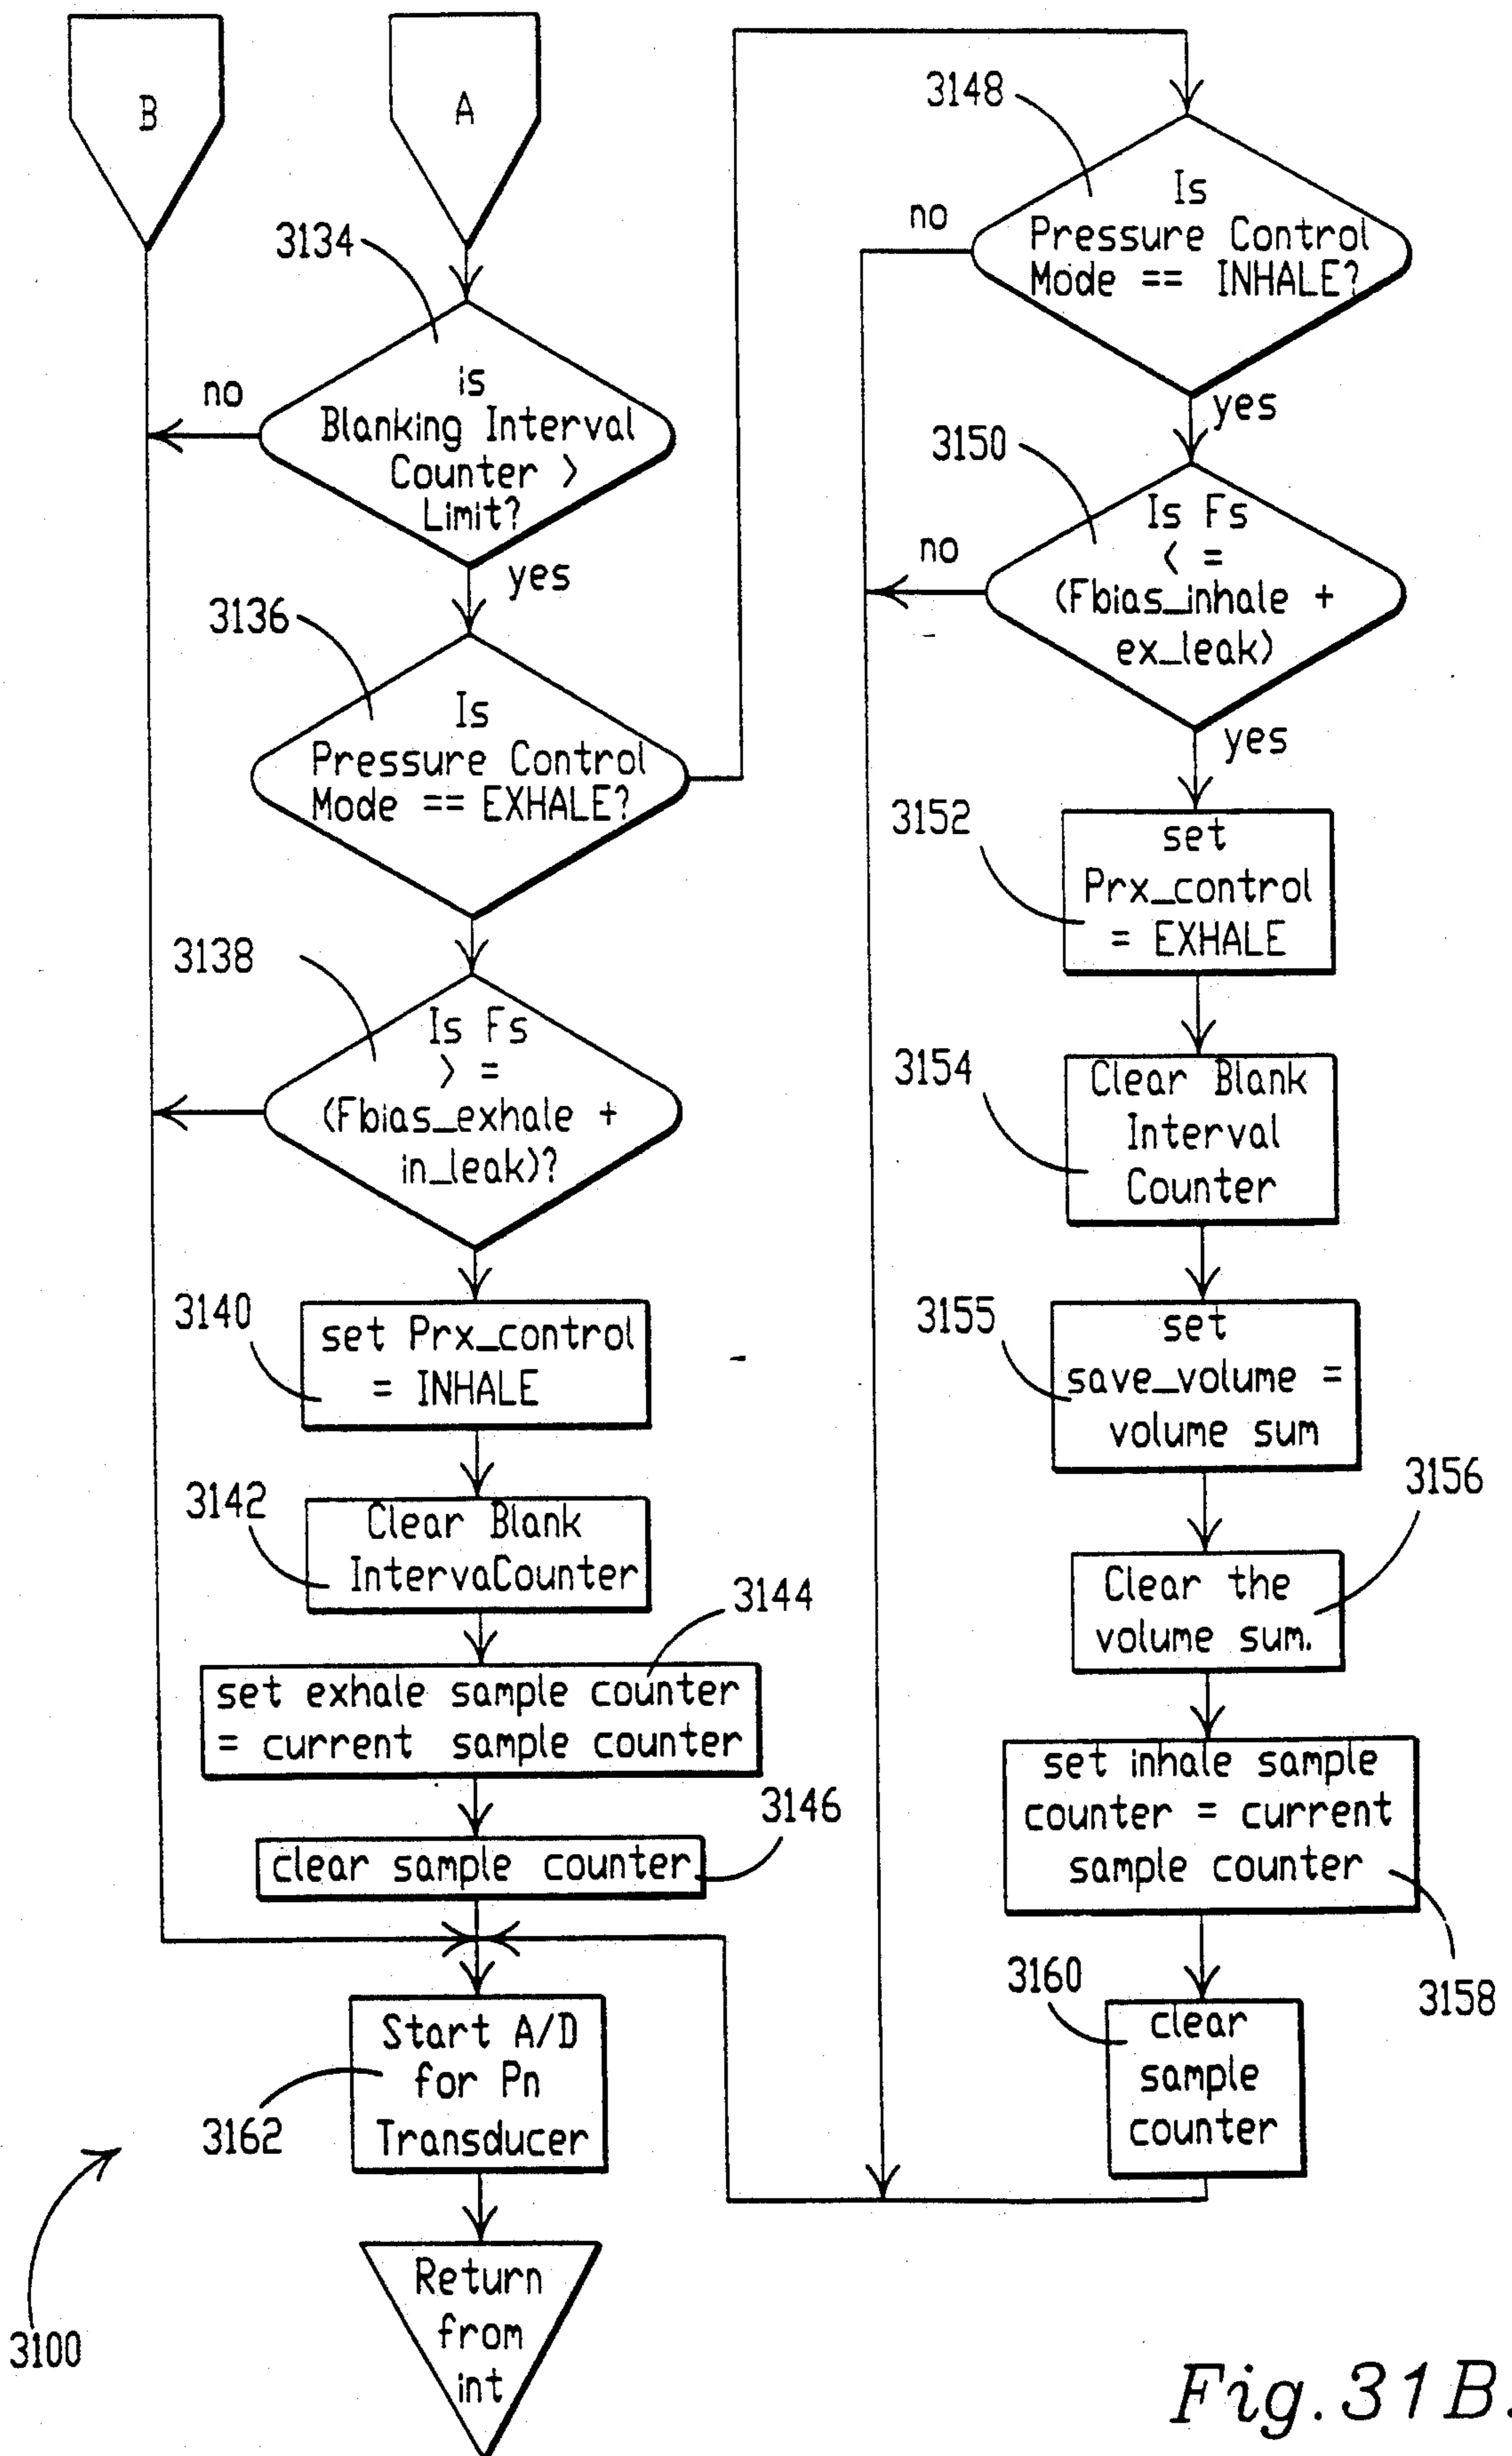 B
A
3134
is
Blanking Interval
Counter >
Limit?
no
yes
3136
Is
Pressure Control
Mode == EXHALE?
3138
Is Fs
> =
(Fbias_exhale +
in_leak)?
3140
set Prx_control
= INHALE
3142
Clear Blank
IntervaCounter
3144
set exhale sample counter
= current sample counter
3146
clear sample counter
Start A/D
for Pn
Transducer
3162
Return
from
int
3100
3148
Is
Pressure Control
Mode == INHALE?
no
yes
3150
Is Fs
< =
(Fbias_inhale +
ex_leak)
no
yes
3152
set
Prx_control
= EXHALE
3154
Clear Blank
Interval
Counter
3155
set
save_volume =
volume sum
3156
Clear the
volume sum.
set inhale sample
counter = current
sample counter
3158
3160
clear
sample
counter
Fig. 31B.